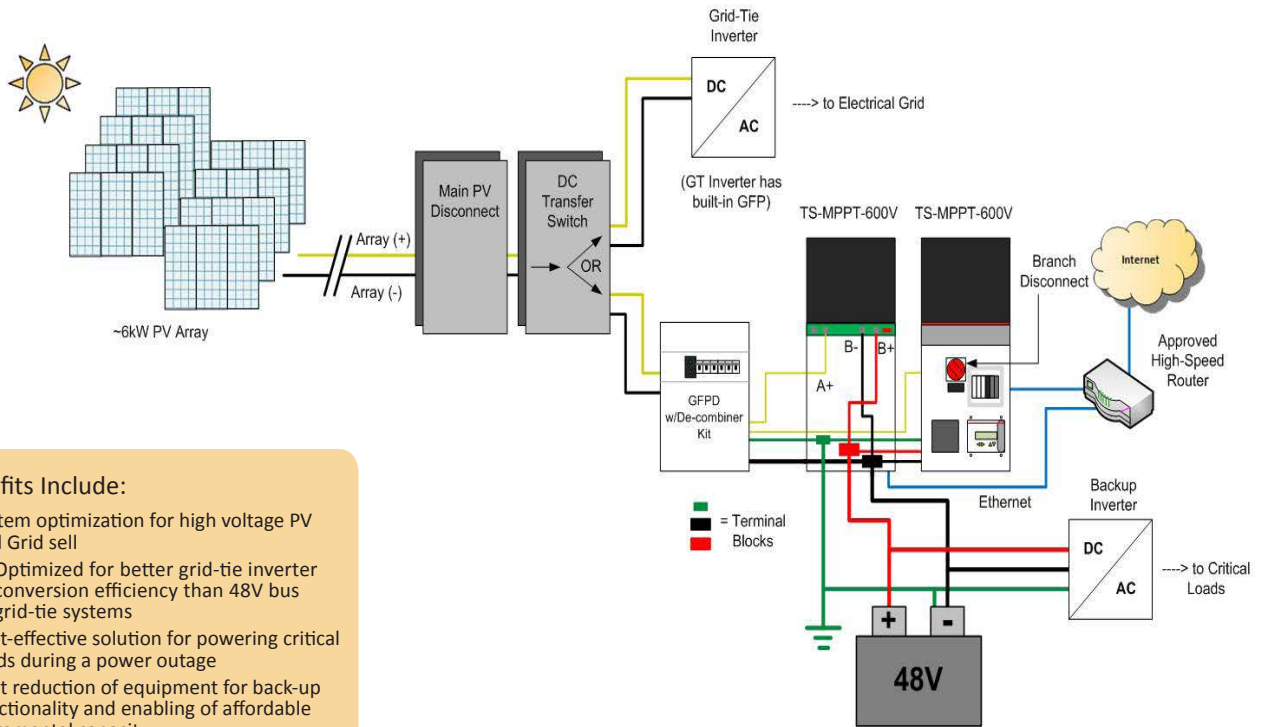 Grid-Tie
Inverter
DC
AC
----> to Electrical Grid
(GT Inverter has
built-in GFP)
Main PV
Disconnect
DC
Transfer
Switch
OR
Array (+)
Array (-)
~6kW PV Array
TS-MPPT-600V
TS-MPPT-600V
Branch
Disconnect
Internet
Approved
High-Speed
Router
B-
B+
A+
GFPD
w/De-combiner
Kit
Ethernet
= Terminal
Blocks
Backup
Inverter
DC
AC
----> to Critical
Loads
+
-
48V
fits Include:
tem optimization for high voltage PV
Grid sell
Optimized for better grid-tie inverter
conversion efficiency than 48V bus
grid-tie systems
t-effective solution for powering critical
ds during a power outage
t reduction of equipment for back-up
ctionality and enabling of affordable